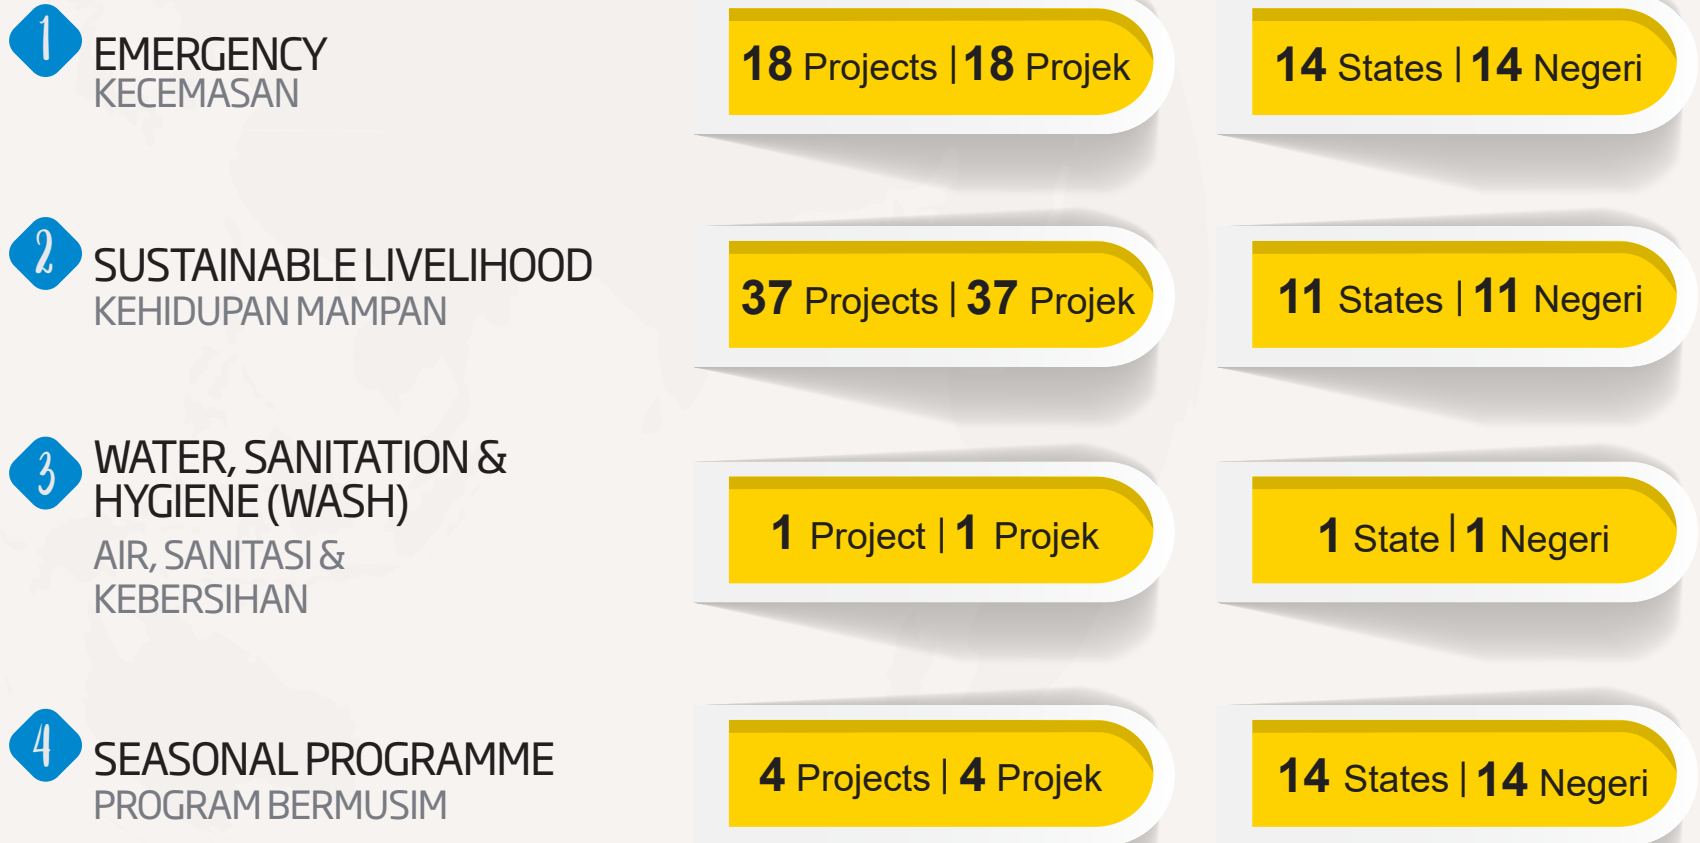 1
EMERGENCY
KECEMASAN
18 Projects | 18 Projek
14 States | 14 Negeri
2
SUSTAINABLE LIVELIHOOD
KEHIDUPAN MAMPAN
37 Projects | 37 Projek
11 States | 11 Negeri
3
WATER, SANITATION &
HYGIENE (WASH)
AIR, SANITASI &
KEBERSIHAN
1 Project | 1 Projek
1 State | 1 Negeri
4
SEASONAL PROGRAMME
PROGRAM BERMUSIM
4 Projects | 4 Projek
14 States | 14 Negeri